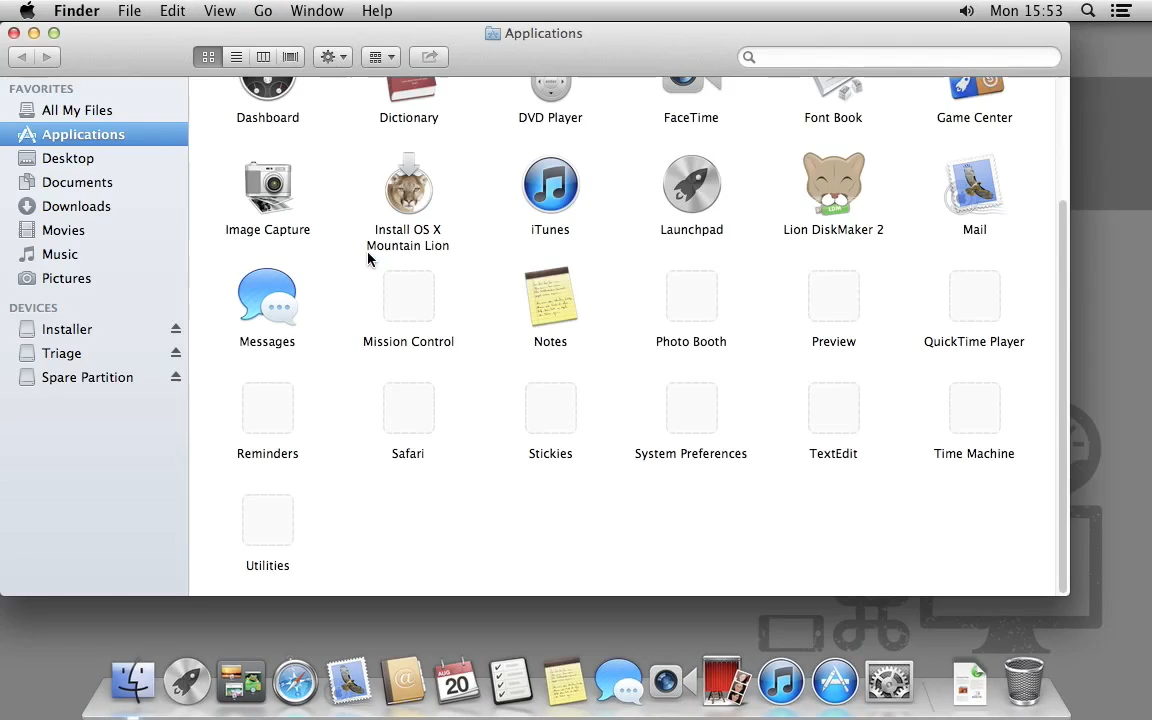 Finder File Edit View Go Window Help Mon 15:53
Applications
FAVORITES
All My Files
Applications
Desktop
Documents
Downloads
Movies
Music
Pictures
DEVICES
Installer
Triage
Spare Partition
Dashboard Dictionary DVD Player FaceTime Font Book Game Center
Image Capture Install OS X iTunes Launchpad Lion DiskMaker 2 Mail
Mountain Lion
Messages Mission Control Notes Photo Booth Preview QuickTime Player
Reminders Safari Stickies System Preferences TextEdit Time Machine
Utilities
AUG
20